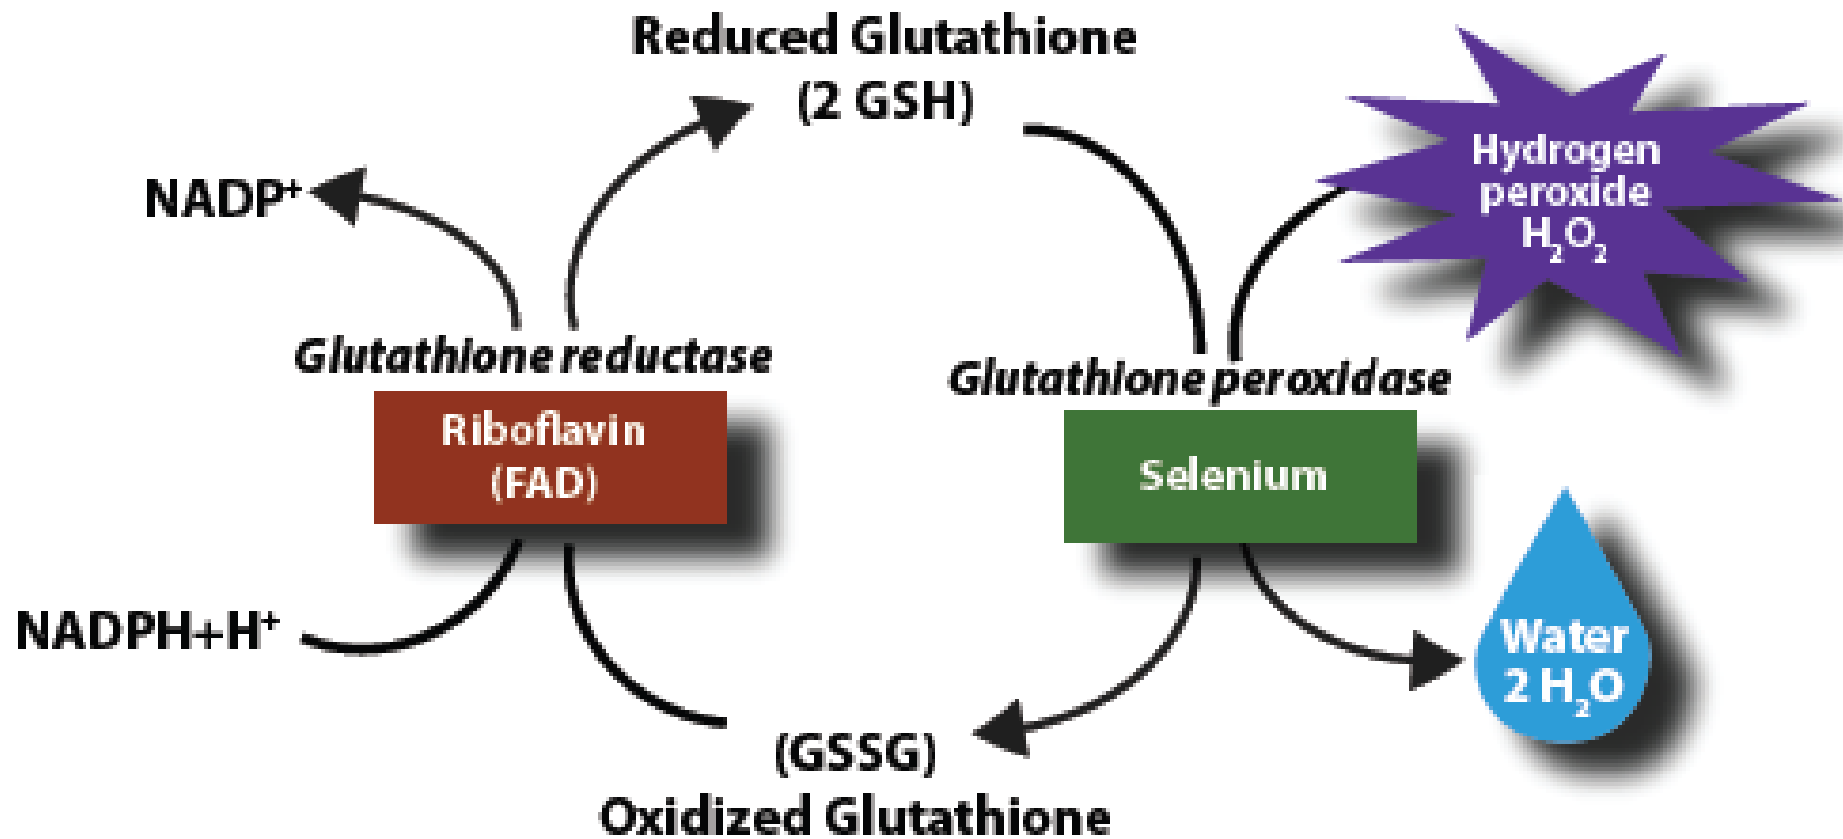 Reduced Glutathione
(2 GSH)
Hydrogen
peroxide
H₂O₂
NADP⁺
Glutathione reductase
Glutathione peroxidase
Riboflavin
(FAD)
Selenium
NADPH+H⁺
Water
2 H₂O
(GSSG)
Oxidized Glutathione